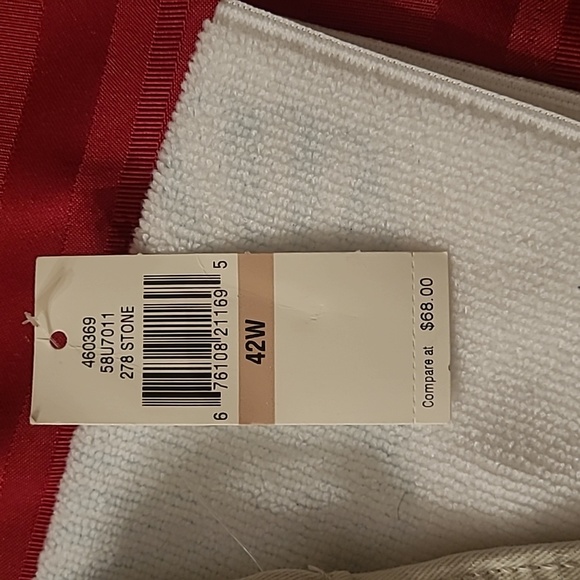 460369
58U7011
278 STONE
6 76108 21169 5
42W
Compare at $68.00